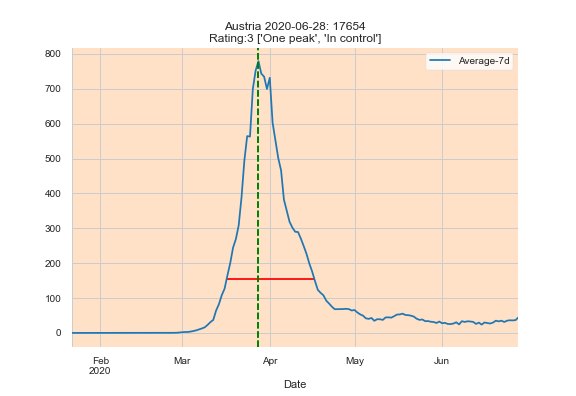 Austria 2020-06-28: 17654
Rating:3 ['One peak', 'In control']
Average-7d
800
700
600
500
400
300
200
100
0
Feb
2020
Mar
Apr
May
Jun
Date